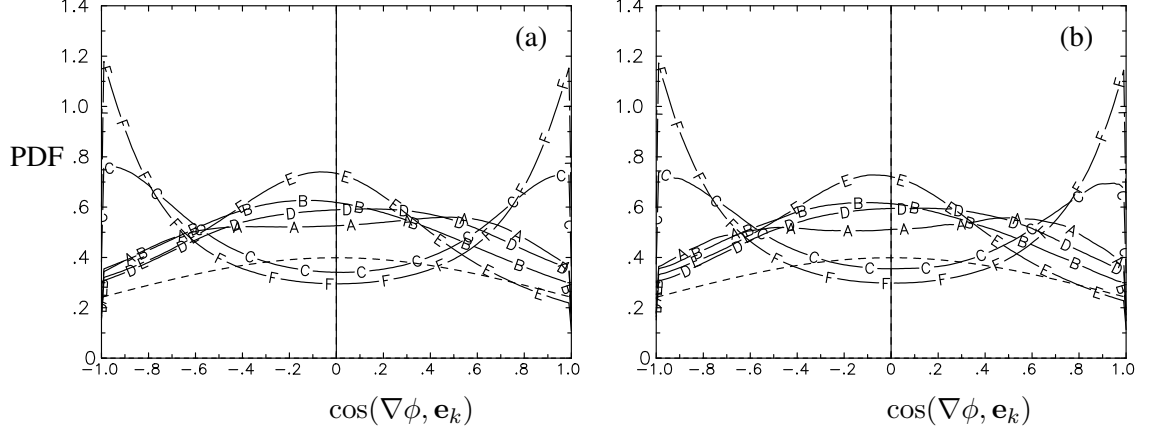 1.4 (a) 1.4 (b)
1.2 1.2
1.0 1.0
PDF .8 .8
.6 .6
.4 .4
.2 .2
0 0
−1.0 −.8 −.6 −.4 −.2 0 .2 .4 .6 .8 1.0 −1.0 −.8 −.6 −.4 −.2 0 .2 .4 .6 .8 1.0
cos(∇ϕ, e_k) cos(∇ϕ, e_k)